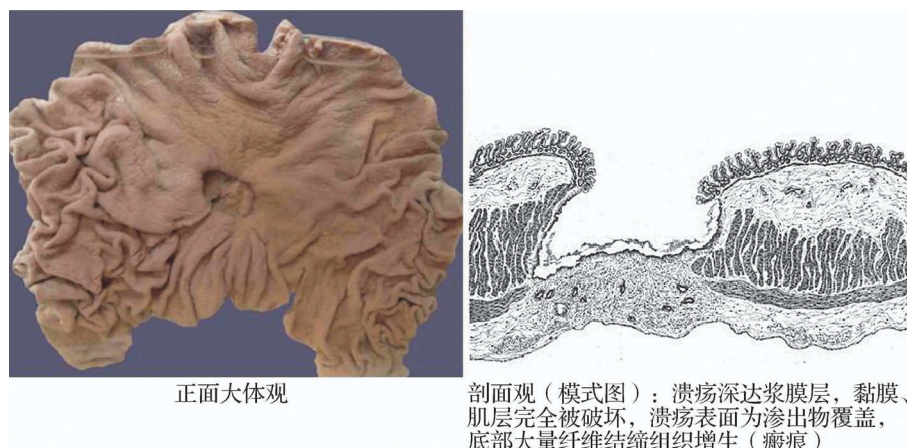 正面大体观
剖面观（模式图）：溃疡深达浆膜层，黏膜、
肌层完全被破坏，溃疡表面为渗出物覆盖，
底部大量纤维结缔组织增生（瘢痕）